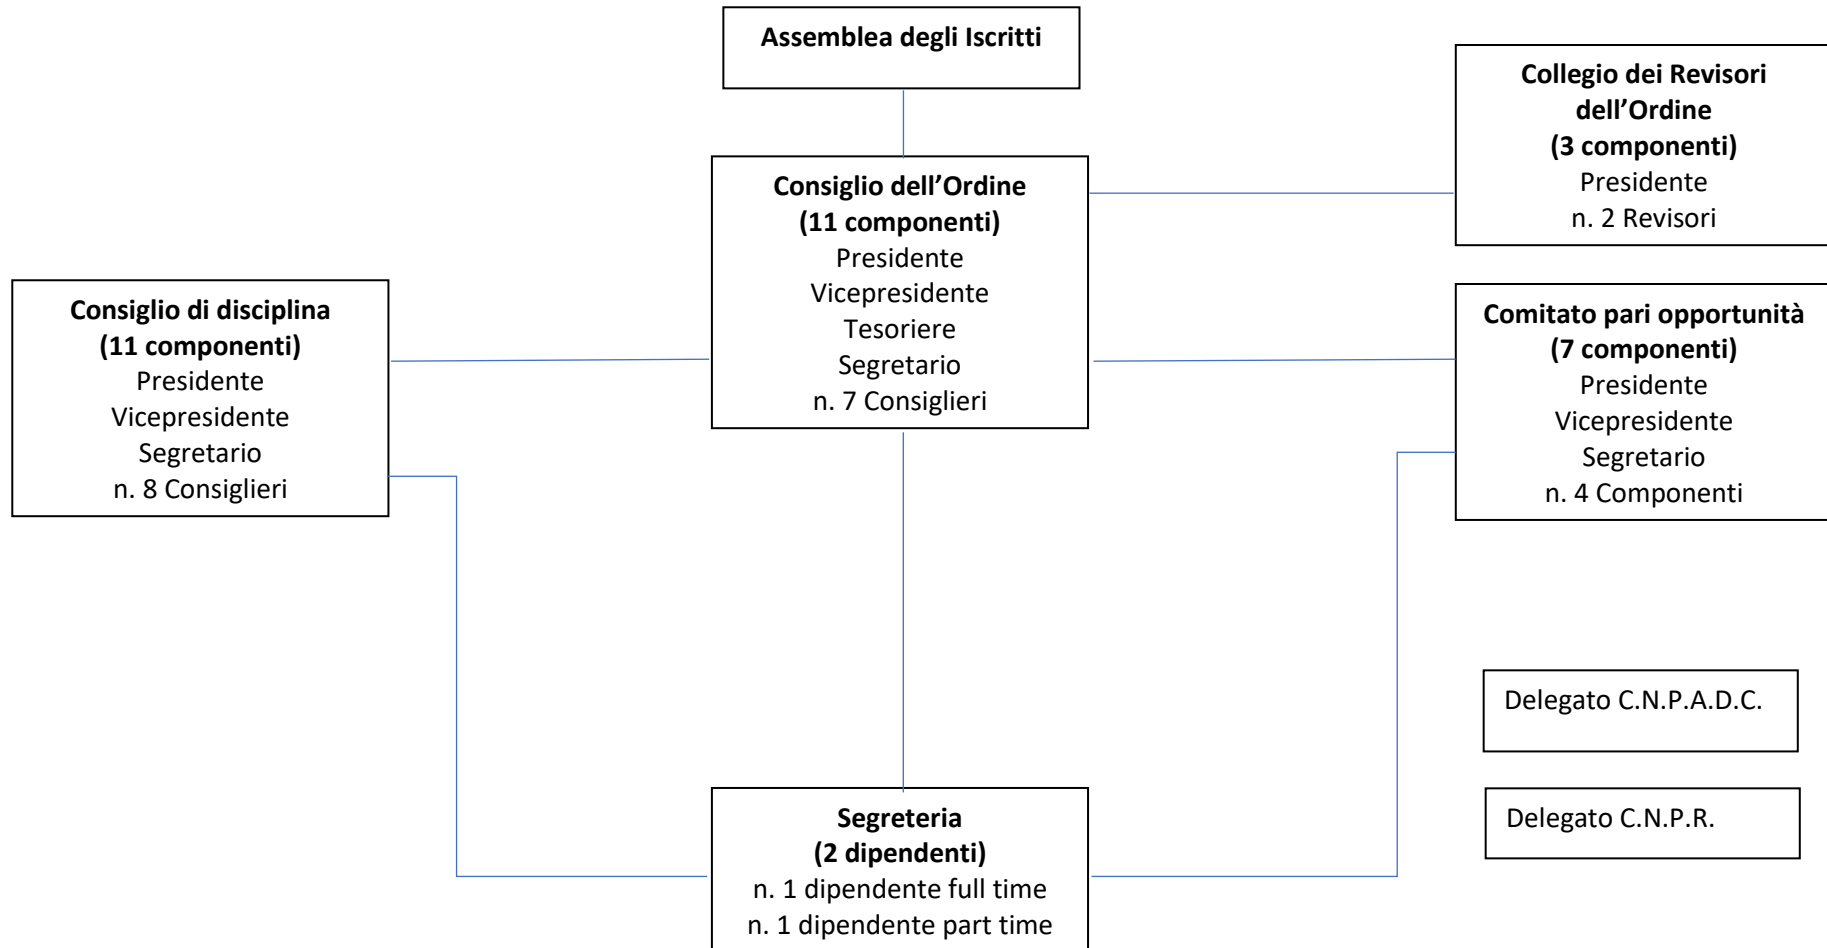 Assemblea degli Iscritti
Collegio dei Revisori
dell’Ordine
(3 componenti)
Presidente
n. 2 Revisori
Consiglio dell’Ordine
(11 componenti)
Presidente
Vicepresidente
Tesoriere
Segretario
n. 7 Consiglieri
Consiglio di disciplina
(11 componenti)
Presidente
Vicepresidente
Segretario
n. 8 Consiglieri
Comitato pari opportunità
(7 componenti)
Presidente
Vicepresidente
Segretario
n. 4 Componenti
Delegato C.N.P.A.D.C.
Delegato C.N.P.R.
Segreteria
(2 dipendenti)
n. 1 dipendente full time
n. 1 dipendente part time